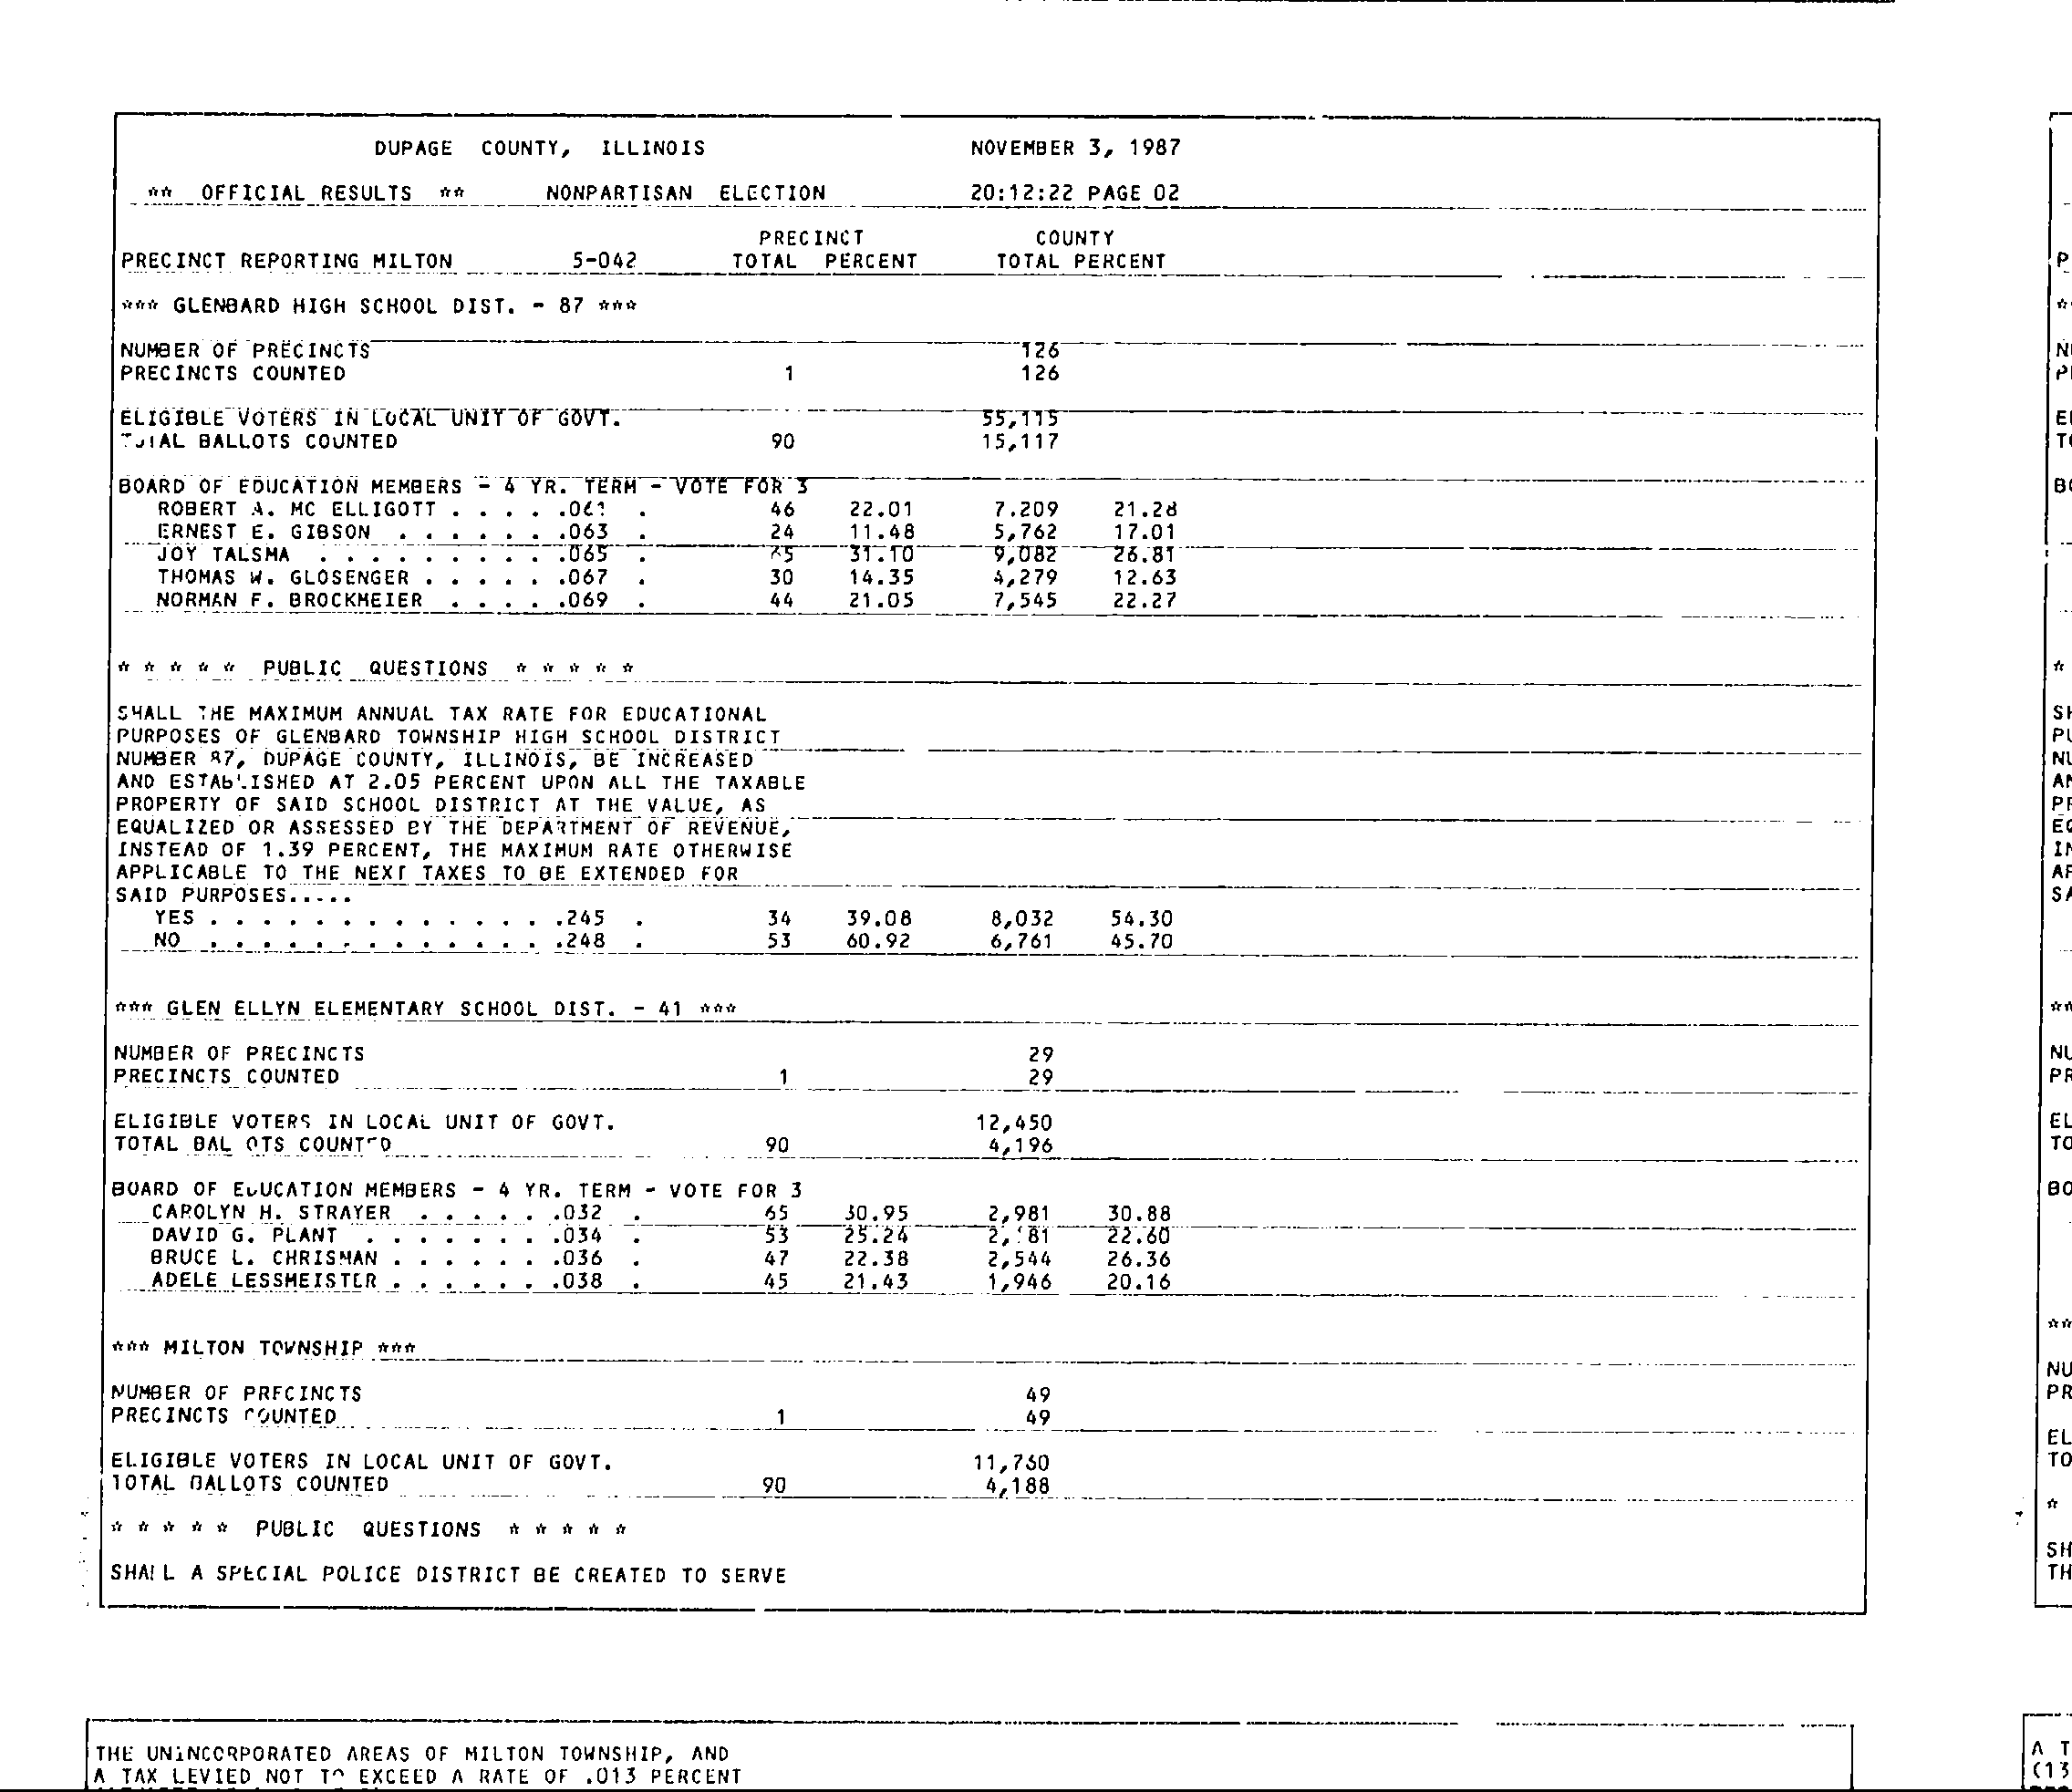 DUPAGE COUNTY, ILLINOIS NOVEMBER 3, 1987
** OFFICIAL RESULTS ** NONPARTISAN ELECTION 20:12:22 PAGE 02
PRECINCT COUNTY
PRECINCT REPORTING MILTON 5-042 TOTAL PERCENT TOTAL PERCENT
*** GLENBARD HIGH SCHOOL DIST. - 87 ***
NUMBER OF PRECINCTS 126
PRECINCTS COUNTED 1 126
ELIGIBLE VOTERS IN LOCAL UNIT OF GOVT. 55,115
TOTAL BALLOTS COUNTED 90 15,117
BOARD OF EDUCATION MEMBERS - 4 YR. TERM - VOTE FOR 3
ROBERT A. MC ELLIGOTT . . . . .061 . 46 22.01 7,209 21.28
ERNEST E. GIBSON . . . . . . .063 . 24 11.48 5,762 17.01
JOY TALSMA . . . . . . . . . .065 . 65 31.10 9,082 26.81
THOMAS W. GLOSENGER . . . . . .067 . 30 14.35 4,279 12.63
NORMAN F. BROCKMEIER . . . . .069 . 44 21.05 7,545 22.27
* * * * * PUBLIC QUESTIONS * * * * *
SHALL THE MAXIMUM ANNUAL TAX RATE FOR EDUCATIONAL
PURPOSES OF GLENBARD TOWNSHIP HIGH SCHOOL DISTRICT
NUMBER 87, DUPAGE COUNTY, ILLINOIS, BE INCREASED
AND ESTABLISHED AT 2.05 PERCENT UPON ALL THE TAXABLE
PROPERTY OF SAID SCHOOL DISTRICT AT THE VALUE, AS
EQUALIZED OR ASSESSED BY THE DEPARTMENT OF REVENUE,
INSTEAD OF 1.39 PERCENT, THE MAXIMUM RATE OTHERWISE
APPLICABLE TO THE NEXT TAXES TO BE EXTENDED FOR
SAID PURPOSES.....
YES . . . . . . . . . . . . . .245 . 34 39.08 8,032 54.30
NO . . . . . . . . . . . . . .248 . 53 60.92 6,761 45.70
*** GLEN ELLYN ELEMENTARY SCHOOL DIST. - 41 ***
NUMBER OF PRECINCTS 29
PRECINCTS COUNTED 1 29
ELIGIBLE VOTERS IN LOCAL UNIT OF GOVT. 12,450
TOTAL BALLOTS COUNTED 90 4,196
BOARD OF EDUCATION MEMBERS - 4 YR. TERM - VOTE FOR 3
CAROLYN H. STRAYER . . . . . .032 . 65 30.95 2,981 30.88
DAVID G. PLANT . . . . . . . .034 . 53 25.24 22.60
BRUCE L. CHRISMAN . . . . . . .036 . 47 22.38 2,544 26.36
ADELE LESSMEISTER . . . . . . .038 . 45 21.43 1,946 20.16
*** MILTON TOWNSHIP ***
NUMBER OF PRECINCTS 49
PRECINCTS COUNTED 1 49
ELIGIBLE VOTERS IN LOCAL UNIT OF GOVT.
TOTAL BALLOTS COUNTED 90 4,188
* * * * * PUBLIC QUESTIONS * * * * *
SHALL A SPECIAL POLICE DISTRICT BE CREATED TO SERVE
THE UNINCORPORATED AREAS OF MILTON TOWNSHIP, AND
A TAX LEVIED NOT TO EXCEED A RATE OF .013 PERCENT